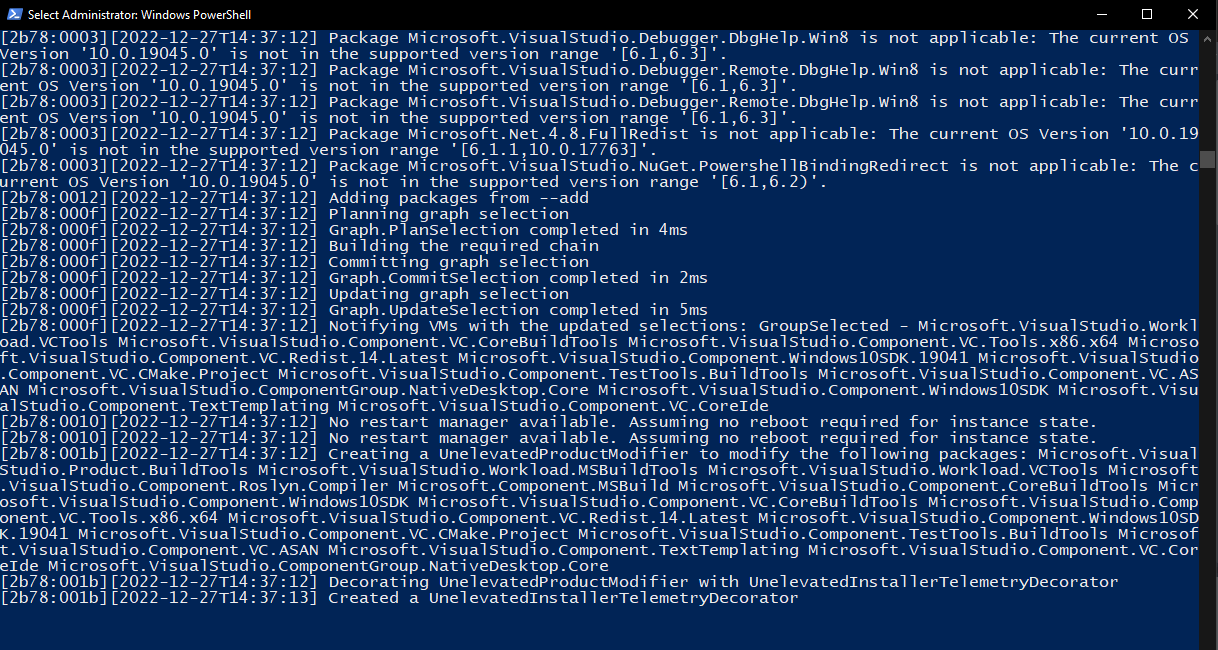 Select Administrator: Windows PowerShell
[2b78:0003][2022-12-27T14:37:12] Package Microsoft.VisualStudio.Debugger.DbgHelp.Win8 is not applicable: The current OS
Version '10.0.19045.0' is not in the supported version range '[6.1,6.3]'.
[2b78:0003][2022-12-27T14:37:12] Package Microsoft.VisualStudio.Debugger.Remote.DbgHelp.Win8 is not applicable: The curr
ent OS Version '10.0.19045.0' is not in the supported version range '[6.1,6.3]'.
[2b78:0003][2022-12-27T14:37:12] Package Microsoft.VisualStudio.Debugger.Remote.DbgHelp.Win8 is not applicable: The curr
ent OS Version '10.0.19045.0' is not in the supported version range '[6.1,6.3]'.
[2b78:0003][2022-12-27T14:37:12] Package Microsoft.Net.4.8.FullRedist is not applicable: The current OS Version '10.0.19
045.0' is not in the supported version range '[6.1.1,10.0.17763]'.
[2b78:0003][2022-12-27T14:37:12] Package Microsoft.VisualStudio.NuGet.PowershellBindingRedirect is not applicable: The c
urrent OS Version '10.0.19045.0' is not in the supported version range '[6.1,6.2)'.
[2b78:0012][2022-12-27T14:37:12] Adding packages from --add
[2b78:000f][2022-12-27T14:37:12] Planning graph selection
[2b78:000f][2022-12-27T14:37:12] Graph.PlanSelection completed in 4ms
[2b78:000f][2022-12-27T14:37:12] Building the required chain
[2b78:000f][2022-12-27T14:37:12] Committing graph selection
[2b78:000f][2022-12-27T14:37:12] Graph.CommitSelection completed in 2ms
[2b78:000f][2022-12-27T14:37:12] Updating graph selection
[2b78:000f][2022-12-27T14:37:12] Graph.UpdateSelection completed in 5ms
[2b78:000f][2022-12-27T14:37:12] Notifying VMs with the updated selections: GroupSelected - Microsoft.VisualStudio.Workl
oad.VCTools Microsoft.VisualStudio.Component.VC.CoreBuildTools Microsoft.VisualStudio.Component.VC.Tools.x86.x64 Microso
ft.VisualStudio.Component.VC.Redist.14.Latest Microsoft.VisualStudio.Component.Windows10SDK.19041 Microsoft.VisualStudio
.Component.VC.CMake.Project Microsoft.VisualStudio.Component.TestTools.BuildTools Microsoft.VisualStudio.Component.VC.AS
AN Microsoft.VisualStudio.ComponentGroup.NativeDesktop.Core Microsoft.VisualStudio.Component.Windows10SDK Microsoft.Visu
alStudio.Component.TextTemplating Microsoft.VisualStudio.Component.VC.CoreIde
[2b78:0010][2022-12-27T14:37:12] No restart manager available. Assuming no reboot required for instance state.
[2b78:0010][2022-12-27T14:37:12] No restart manager available. Assuming no reboot required for instance state.
[2b78:001b][2022-12-27T14:37:12] Creating a UnelevatedProductModifier to modify the following packages: Microsoft.Visual
Studio.Product.BuildTools Microsoft.VisualStudio.Workload.MSBuildTools Microsoft.VisualStudio.Workload.VCTools Microsoft
.VisualStudio.Component.Roslyn.Compiler Microsoft.Component.MSBuild Microsoft.VisualStudio.Component.CoreBuildTools Micr
osoft.VisualStudio.Component.Windows10SDK Microsoft.VisualStudio.Component.VC.CoreBuildTools Microsoft.VisualStudio.Comp
onent.VC.Tools.x86.x64 Microsoft.VisualStudio.Component.VC.Redist.14.Latest Microsoft.VisualStudio.Component.Windows10SD
K.19041 Microsoft.VisualStudio.Component.VC.CMake.Project Microsoft.VisualStudio.Component.TestTools.BuildTools Microsof
t.VisualStudio.Component.VC.ASAN Microsoft.VisualStudio.Component.TextTemplating Microsoft.VisualStudio.Component.VC.Cor
eIde Microsoft.VisualStudio.ComponentGroup.NativeDesktop.Core
[2b78:001b][2022-12-27T14:37:12] Decorating UnelevatedProductModifier with UnelevatedInstallerTelemetryDecorator
[2b78:001b][2022-12-27T14:37:13] Created a UnelevatedInstallerTelemetryDecorator